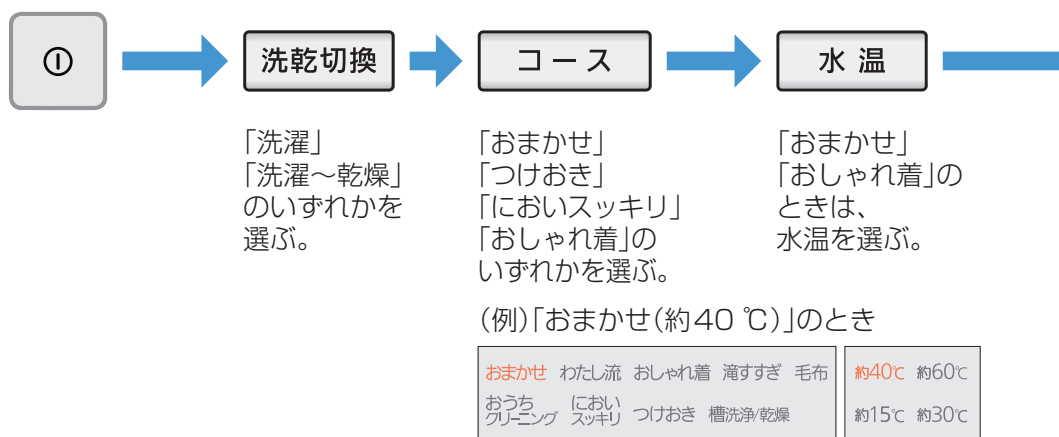 洗乾切換
コース
水温
「洗濯」
「洗濯～乾燥」
のいずれかを
選ぶ。
「おまかせ」
「つけおき」
「においスッキリ」
「おしゃれ着」の
いずれかを選ぶ。
「おまかせ」
「おしゃれ着」の
ときは、
水温を選ぶ。
(例)「おまかせ(約40 ℃)」のとき
おまかせ わたし流 おしゃれ着 滝すすぎ 毛布
おうちクリーニング においスッキリ つけおき 槽洗浄/乾燥
約40℃ 約60℃
約15℃ 約30℃